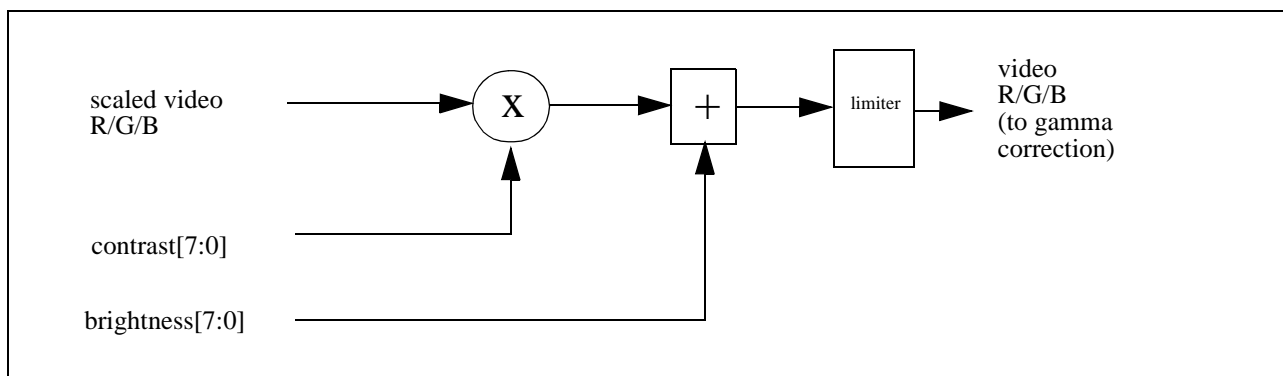 scaled video
R/G/B
X
+
limiter
video
R/G/B
(to gamma
correction)
contrast[7:0]
brightness[7:0]